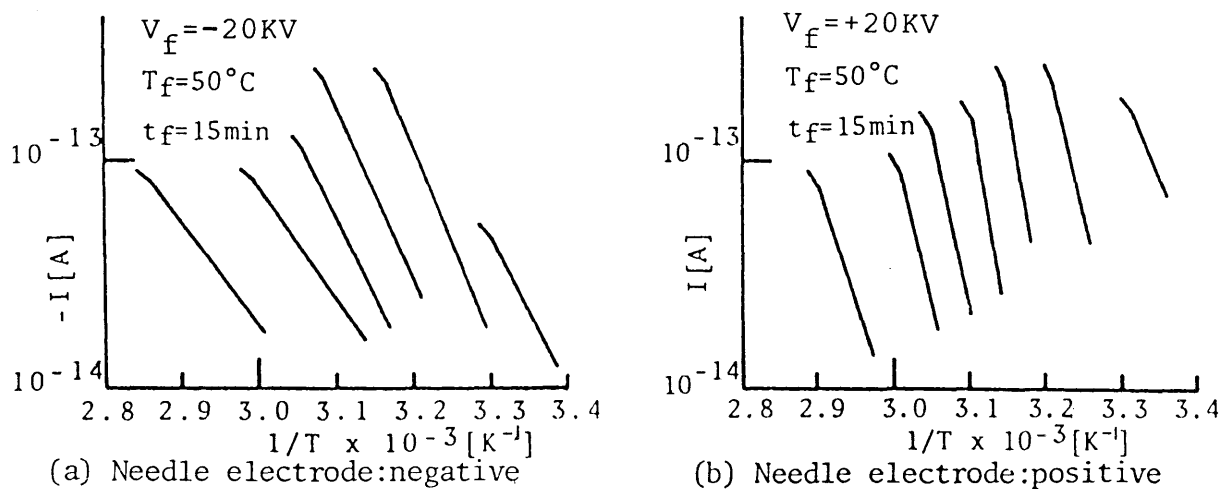 V_f=-20KV
T_f=50°C
t_f=15min
10^-13
-I [A]
10^-14
2.8 2.9 3.0 3.1 3.2 3.3 3.4
1/T x 10^-3 [K^-1]
(a) Needle electrode:negative
V_f=+20KV
T_f=50°C
t_f=15min
10^-13
I [A]
10^-14
2.8 2.9 3.0 3.1 3.2 3.3 3.4
1/T x 10^-3 [K^-1]
(b) Needle electrode:positive